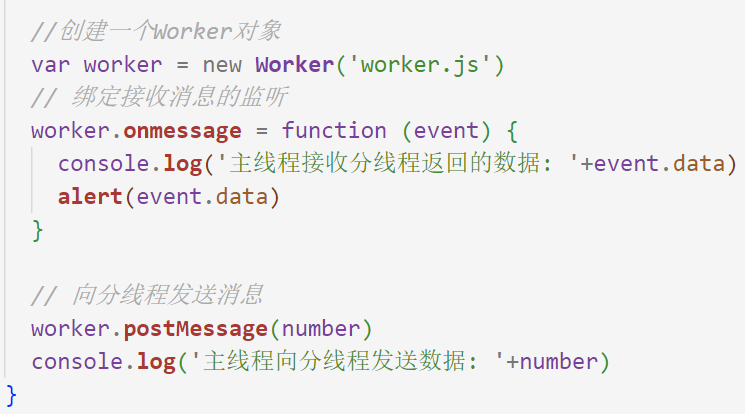 //创建一个Worker对象
var worker = new Worker('worker.js')
// 绑定接收消息的监听
worker.onmessage = function (event) {
console.log('主线程接收分线程返回的数据: '+event.data)
alert(event.data)
}
// 向分线程发送消息
worker.postMessage(number)
console.log('主线程向分线程发送数据: '+number)
}